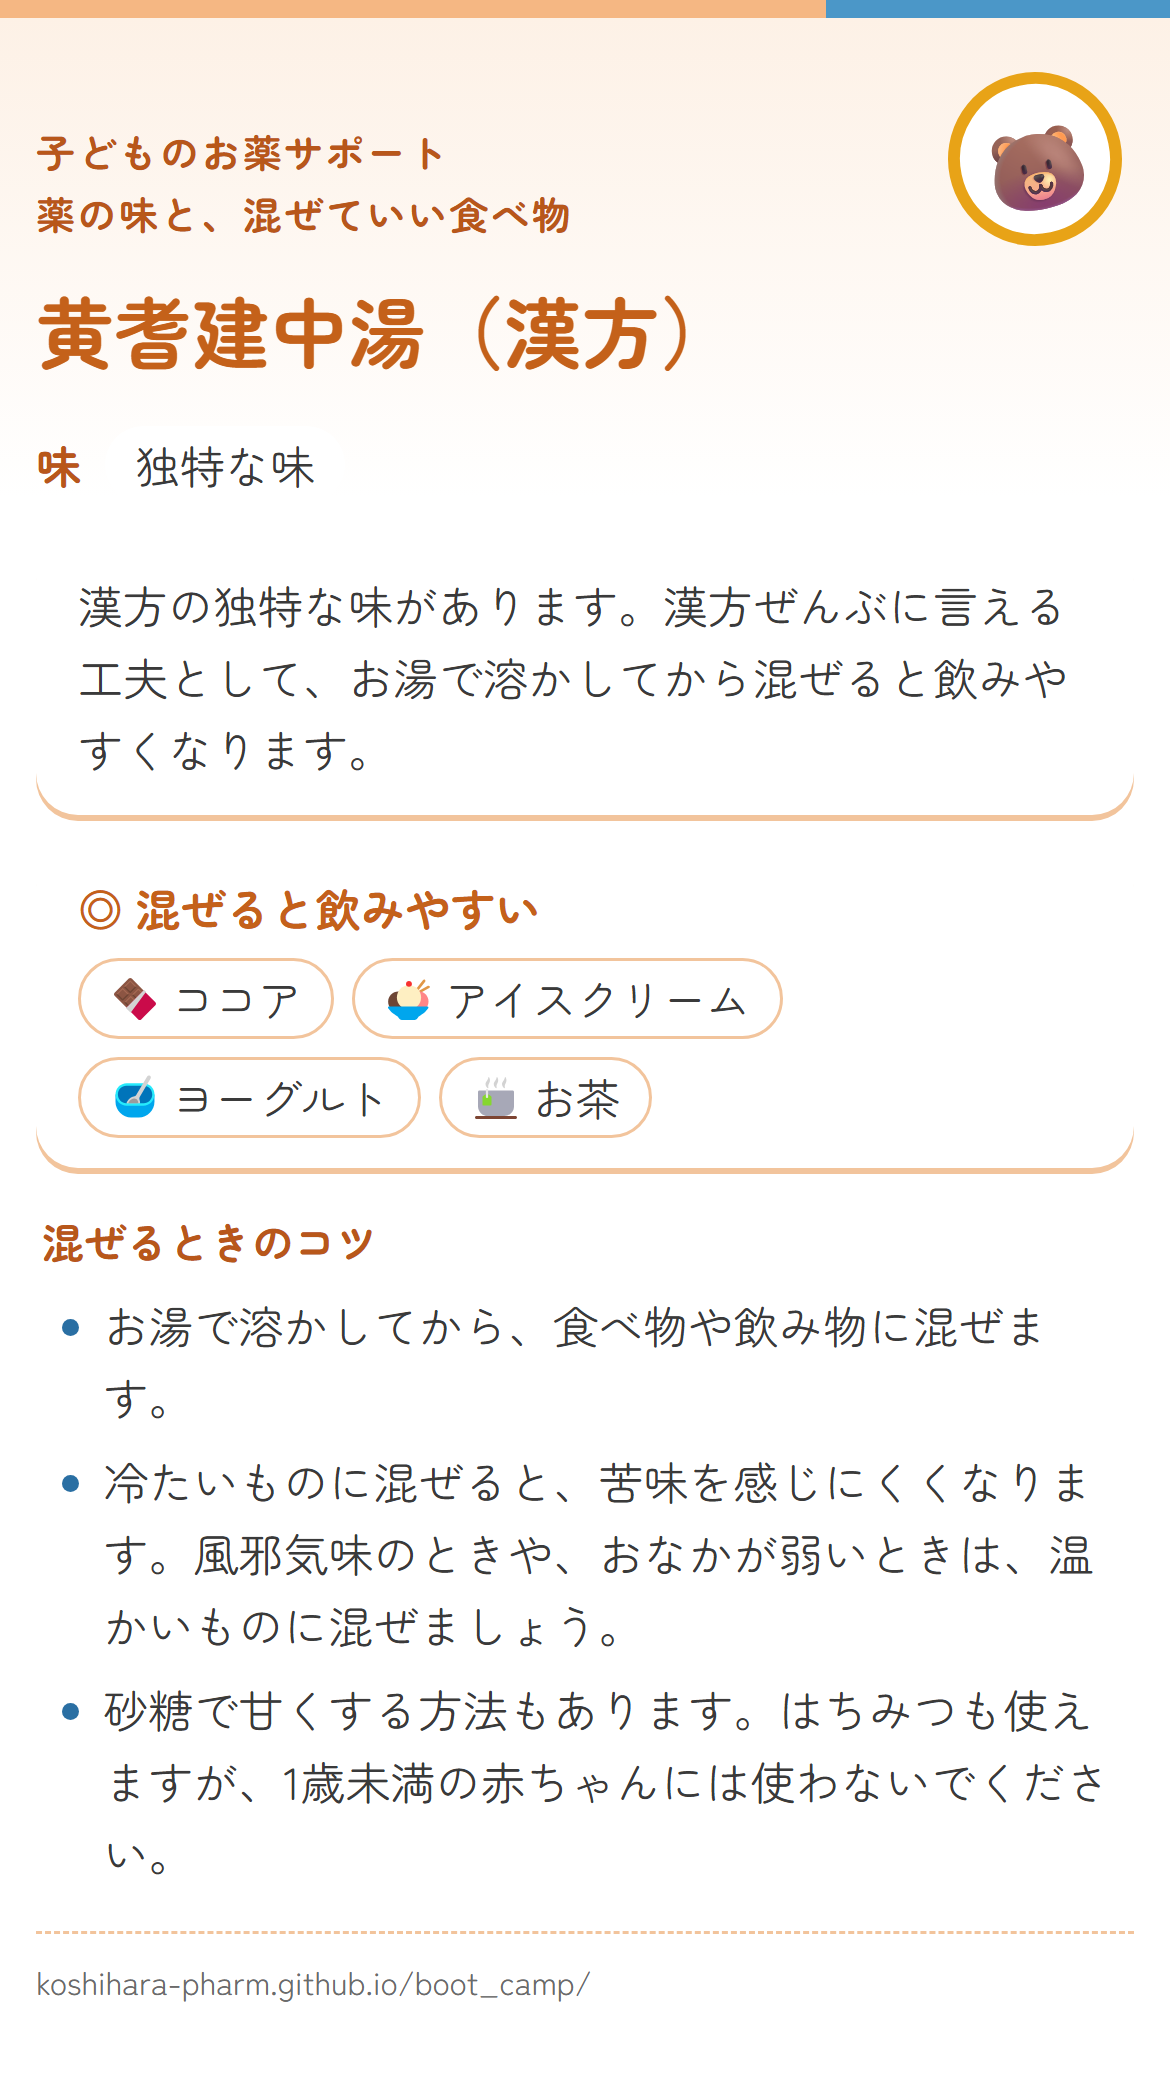 子どものお薬サポート
薬の味と、混ぜていい食べ物
黄耆建中湯（漢方）
味 独特な味
漢方の独特な味があります。漢方ぜんぶに言える
工夫として、お湯で溶かしてから混ぜると飲みや
すくなります。
◎ 混ぜると飲みやすい
ココア アイスクリーム
ヨーグルト お茶
混ぜるときのコツ
お湯で溶かしてから、食べ物や飲み物に混ぜま
す。
冷たいものに混ぜると、苦味を感じにくくなりま
す。風邪気味のときや、おなかが弱いときは、温
かいものに混ぜましょう。
砂糖で甘くする方法もあります。はちみつも使え
ますが、1歳未満の赤ちゃんには使わないでくださ
い。
koshihara-pharm.github.io/boot_camp/